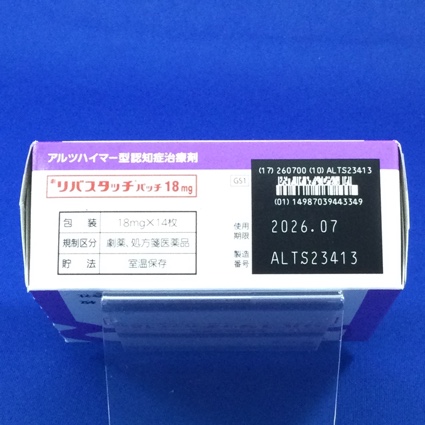 アルツハイマー型認知症治療剤
リバスタッチ パッチ 18mg
包装 18mg×14枚
規制区分 劇薬、処方箋医薬品
貯法 室温保存
GS1
(17) 260700 (10) ALTS23413
(01) 14987039443349
使用期限 2026.07
製造番号 ALTS23413